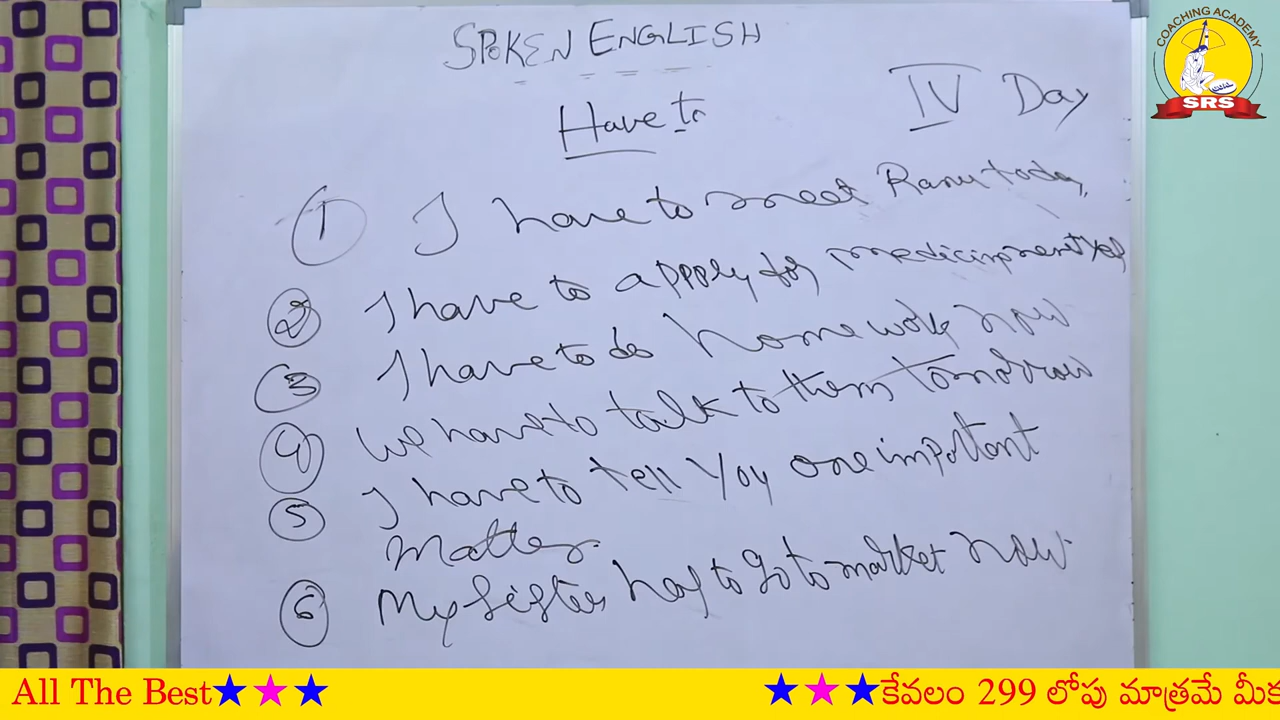 COACHING ACADEMY
SRS
SPOKEN ENGLISH
Have to
IV Day
1 I have to meet Ramu today
2 I have to apply for
3 I have to do home work now
4 We have to talk to them tomorrow
5 I have to tell you one important
Matter.
6 My sister has to go to market now.
All The Best
కేవలం 299 లోపు మాత్రమే మీక